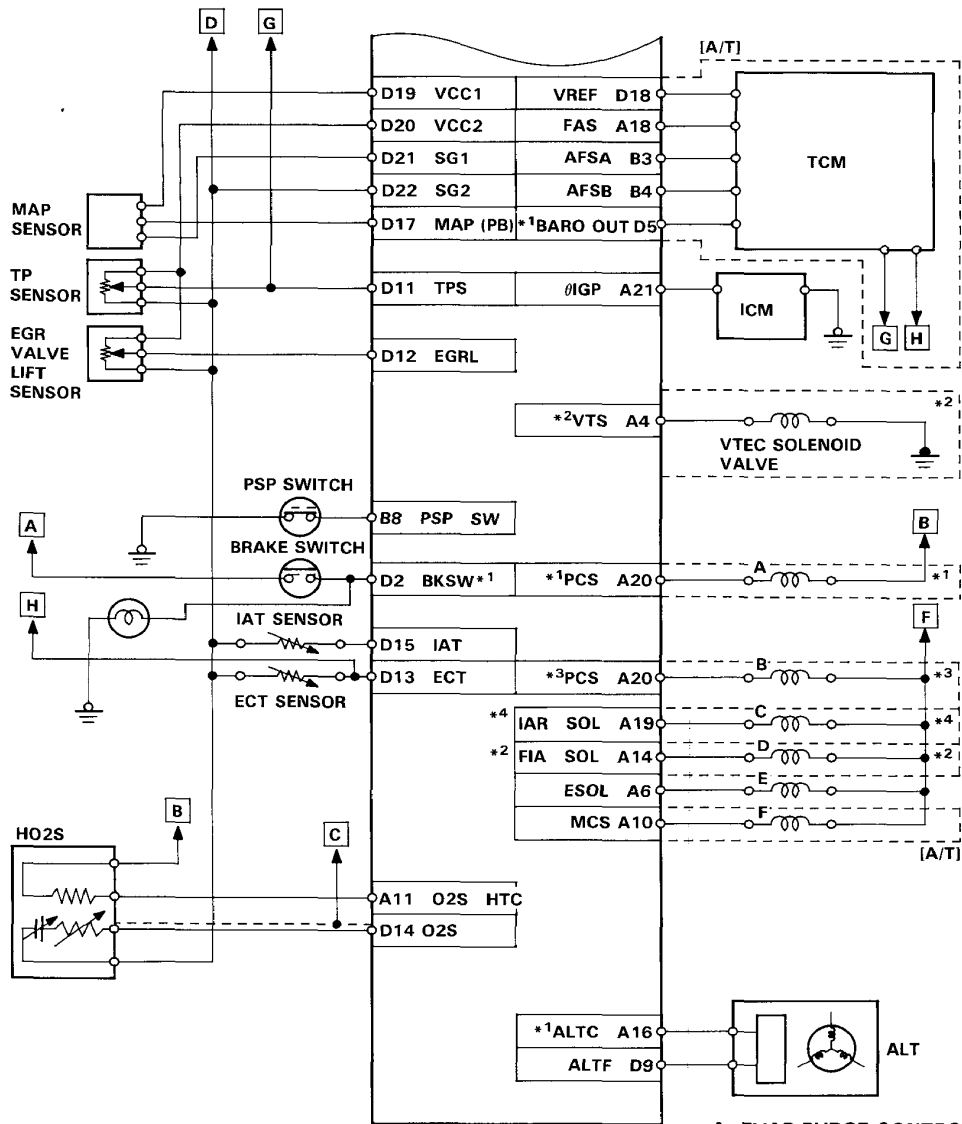 D
G
[A/T]
D19 VCC1
VREF D18
D20 VCC2
FAS A18
TCM
D21 SG1
AFSA B3
D22 SG2
AFSB B4
MAP SENSOR
D17 MAP (PB)
*1BARO OUT D5
TP SENSOR
D11 TPS
θIGP A21
ICM
G
H
EGR VALVE LIFT SENSOR
D12 EGRL
*2VTS A4
*2
VTEC SOLENOID VALVE
PSP SWITCH
B8 PSP SW
A
BRAKE SWITCH
B
D2 BKSW*1
*1PCS A20
A
*1
H
IAT SENSOR
F
D15 IAT
D13 ECT
*3PCS A20
B
*3
ECT SENSOR
*4
IAR SOL A19
C
*4
*2
FIA SOL A14
D
*2
ESOL A6
E
MCS A10
F
[A/T]
B
HO2S
C
A11 O2S HTC
D14 O2S
*1ALTC A16
ALT
ALTF D9